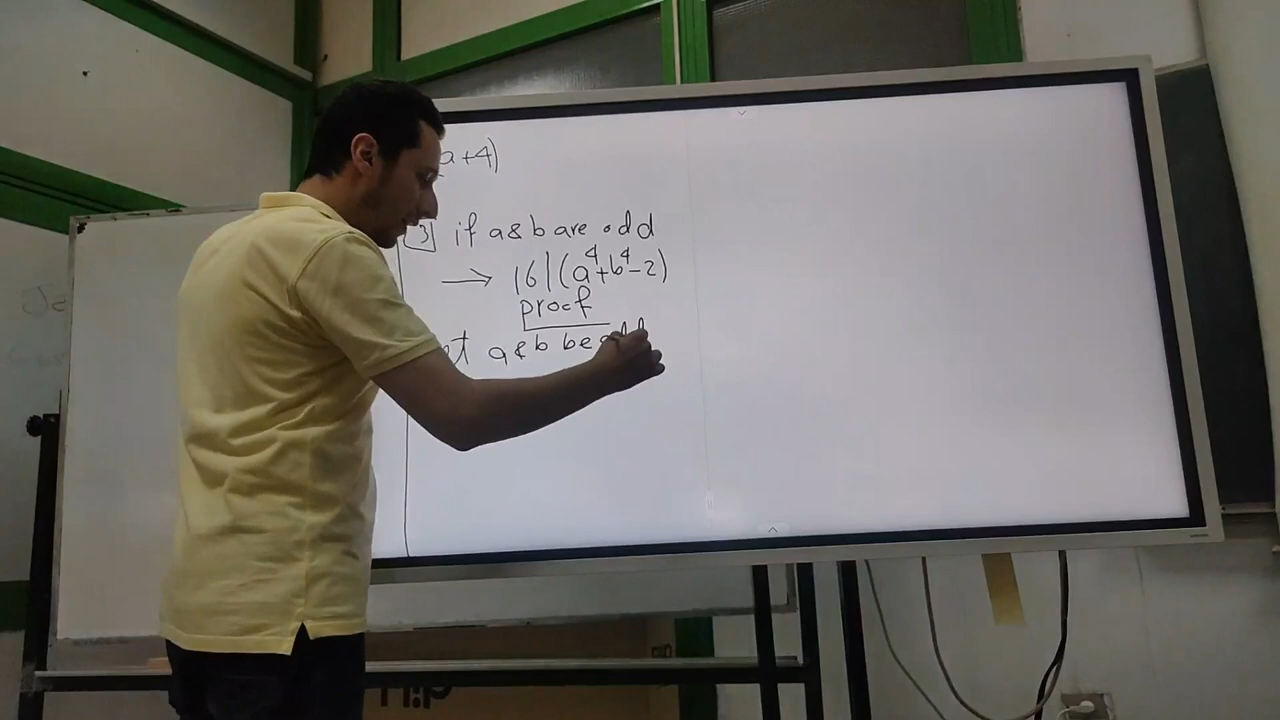 a+4)
[3] if a&b are odd
→ 16|(a⁴+b⁴-2)
proof
a&b be